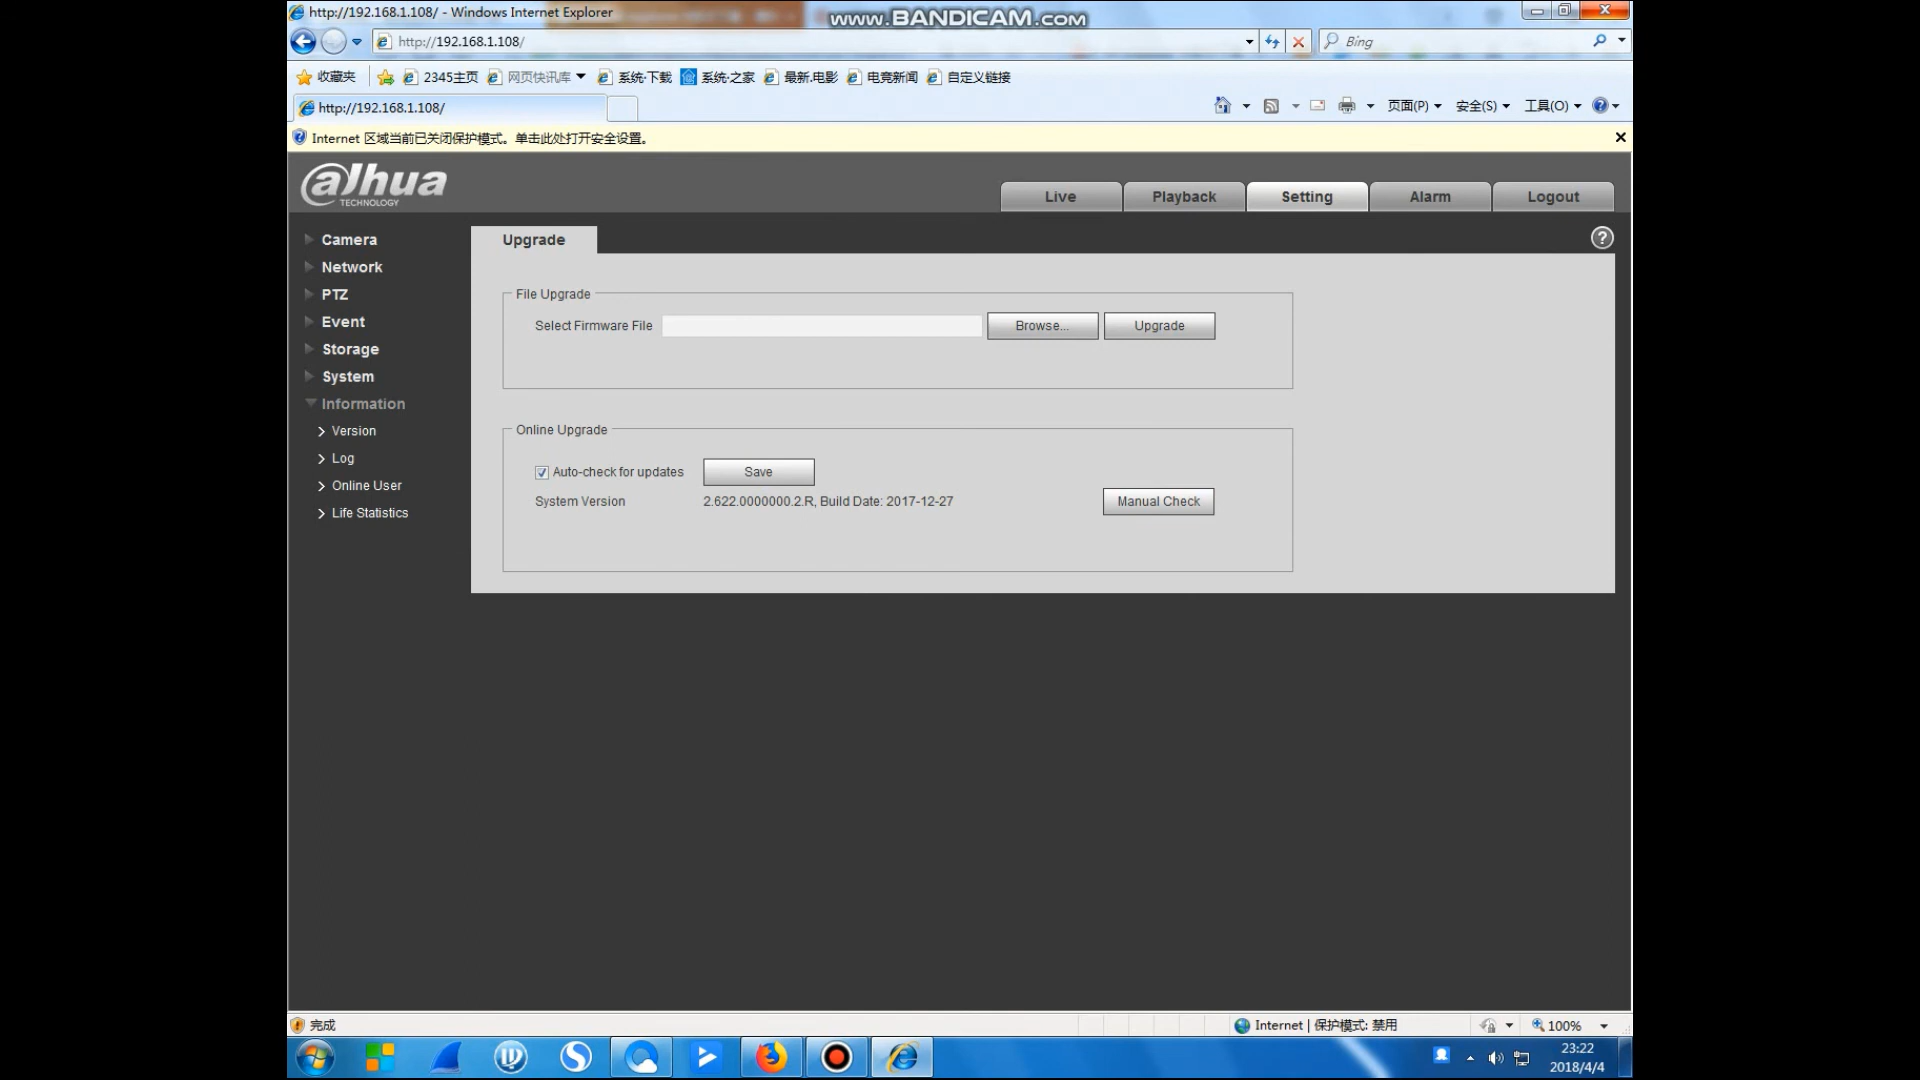 http://192.168.1.108/ - Windows Internet Explorer
www.BANDICAM.com
http://192.168.1.108/
Bing
收藏夹
2345主页
网页快讯库
系统·下载
系统·之家
最新.电影
电竞新闻
自定义链接
http://192.168.1.108/
页面(P)
安全(S)
工具(O)
Internet 区域当前已关闭保护模式。单击此处打开安全设置。
alhua
TECHNOLOGY
Live
Playback
Setting
Alarm
Logout
Camera
Network
PTZ
Event
Storage
System
Information
Version
Log
Online User
Life Statistics
Upgrade
File Upgrade
Select Firmware File
Browse...
Upgrade
Online Upgrade
Auto-check for updates
Save
System Version
2.622.0000000.2.R, Build Date: 2017-12-27
Manual Check
完成
Internet | 保护模式: 禁用
100%
23:22
2018/4/4